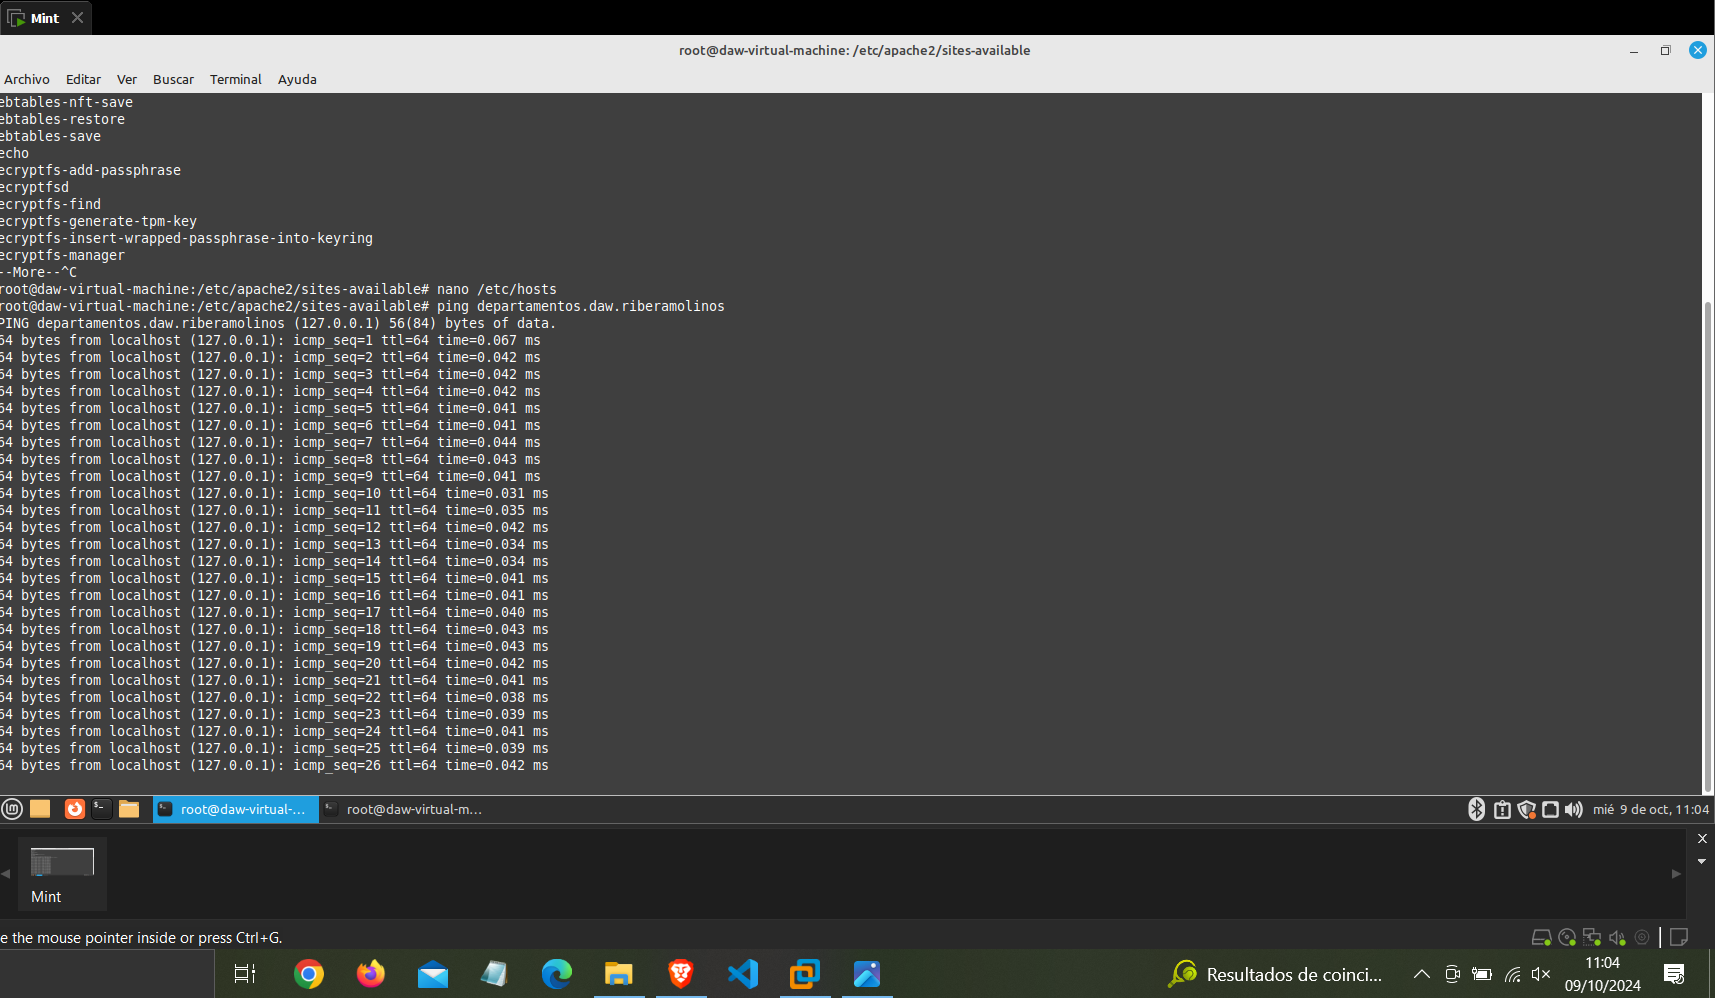 Mint
root@daw-virtual-machine: /etc/apache2/sites-available
Archivo Editar Ver Buscar Terminal Ayuda
ebtables-nft-save
ebtables-restore
ebtables-save
echo
ecryptfs-add-passphrase
ecryptfsd
ecryptfs-find
ecryptfs-generate-tpm-key
ecryptfs-insert-wrapped-passphrase-into-keyring
ecryptfs-manager
--More--^C
root@daw-virtual-machine:/etc/apache2/sites-available# nano /etc/hosts
root@daw-virtual-machine:/etc/apache2/sites-available# ping departamentos.daw.riberamolinos
PING departamentos.daw.riberamolinos (127.0.0.1) 56(84) bytes of data.
64 bytes from localhost (127.0.0.1): icmp_seq=1 ttl=64 time=0.067 ms
64 bytes from localhost (127.0.0.1): icmp_seq=2 ttl=64 time=0.042 ms
64 bytes from localhost (127.0.0.1): icmp_seq=3 ttl=64 time=0.042 ms
64 bytes from localhost (127.0.0.1): icmp_seq=4 ttl=64 time=0.042 ms
64 bytes from localhost (127.0.0.1): icmp_seq=5 ttl=64 time=0.041 ms
64 bytes from localhost (127.0.0.1): icmp_seq=6 ttl=64 time=0.041 ms
64 bytes from localhost (127.0.0.1): icmp_seq=7 ttl=64 time=0.044 ms
64 bytes from localhost (127.0.0.1): icmp_seq=8 ttl=64 time=0.043 ms
64 bytes from localhost (127.0.0.1): icmp_seq=9 ttl=64 time=0.041 ms
64 bytes from localhost (127.0.0.1): icmp_seq=10 ttl=64 time=0.031 ms
64 bytes from localhost (127.0.0.1): icmp_seq=11 ttl=64 time=0.035 ms
64 bytes from localhost (127.0.0.1): icmp_seq=12 ttl=64 time=0.042 ms
64 bytes from localhost (127.0.0.1): icmp_seq=13 ttl=64 time=0.034 ms
64 bytes from localhost (127.0.0.1): icmp_seq=14 ttl=64 time=0.034 ms
64 bytes from localhost (127.0.0.1): icmp_seq=15 ttl=64 time=0.041 ms
64 bytes from localhost (127.0.0.1): icmp_seq=16 ttl=64 time=0.041 ms
64 bytes from localhost (127.0.0.1): icmp_seq=17 ttl=64 time=0.040 ms
64 bytes from localhost (127.0.0.1): icmp_seq=18 ttl=64 time=0.043 ms
64 bytes from localhost (127.0.0.1): icmp_seq=19 ttl=64 time=0.043 ms
64 bytes from localhost (127.0.0.1): icmp_seq=20 ttl=64 time=0.042 ms
64 bytes from localhost (127.0.0.1): icmp_seq=21 ttl=64 time=0.041 ms
64 bytes from localhost (127.0.0.1): icmp_seq=22 ttl=64 time=0.038 ms
64 bytes from localhost (127.0.0.1): icmp_seq=23 ttl=64 time=0.039 ms
64 bytes from localhost (127.0.0.1): icmp_seq=24 ttl=64 time=0.041 ms
64 bytes from localhost (127.0.0.1): icmp_seq=25 ttl=64 time=0.039 ms
64 bytes from localhost (127.0.0.1): icmp_seq=26 ttl=64 time=0.042 ms
root@daw-virtual-... root@daw-virtual-m... mié 9 de oct, 11:04
Mint
e the mouse pointer inside or press Ctrl+G.
Resultados de coinci...
11:04
09/10/2024